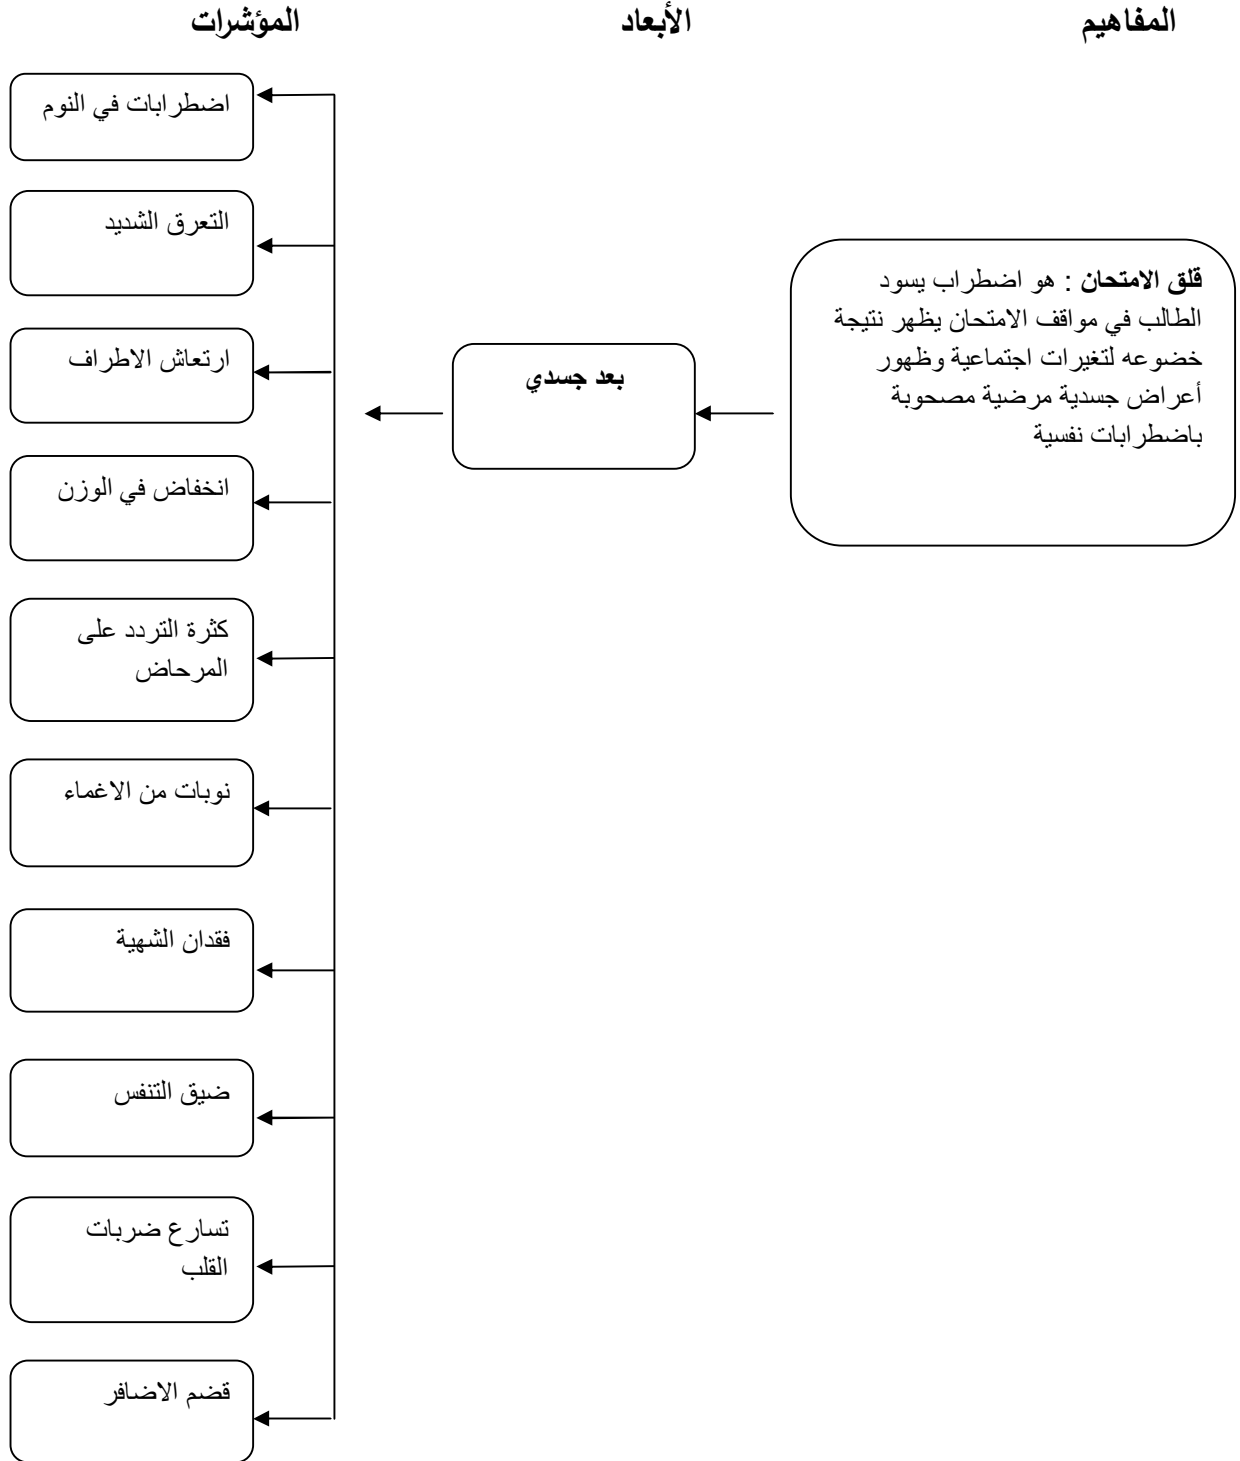 المفاهيم
الأبعاد
المؤشرات
قلق الامتحان : هو اضطراب يسود
الطالب في مواقف الامتحان يظهر نتيجة
خضوعه لتغيرات اجتماعية وظهور
أعراض جسدية مرضية مصحوبة
باضطرابات نفسية
بعد جسدي
اضطرابات في النوم
التعرق الشديد
ارتعاش الاطراف
انخفاض في الوزن
كثرة التردد على
المرحاض
نوبات من الاغماء
فقدان الشهية
ضيق التنفس
تسارع ضربات
القلب
قضم الاضافر